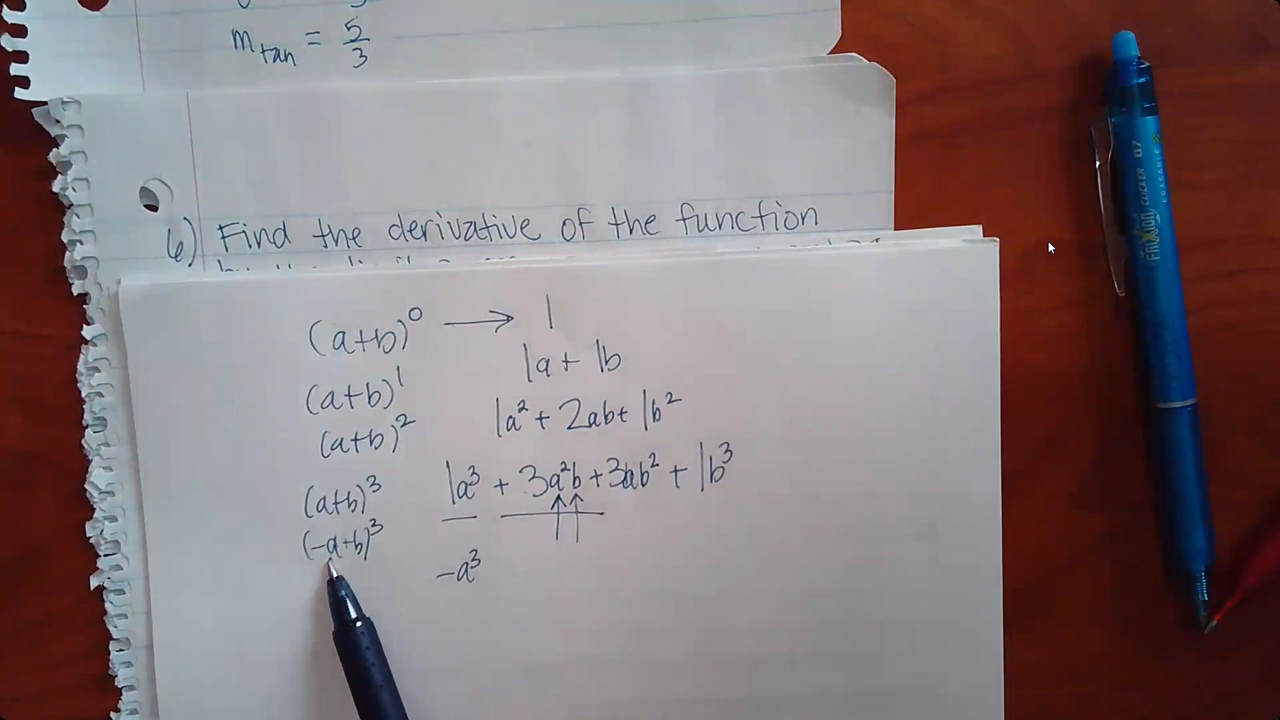 m_tan = 5/3
6) Find the derivative of the function
(a+b)^0 → 1
(a+b)^1 1a + 1b
(a+b)^2 1a^2 + 2ab + 1b^2
(a+b)^3 1a^3 + 3a^2b + 3ab^2 + 1b^3
(-a+b)^3 -a^3
FRIXION CLICKER 07
ERASABLE